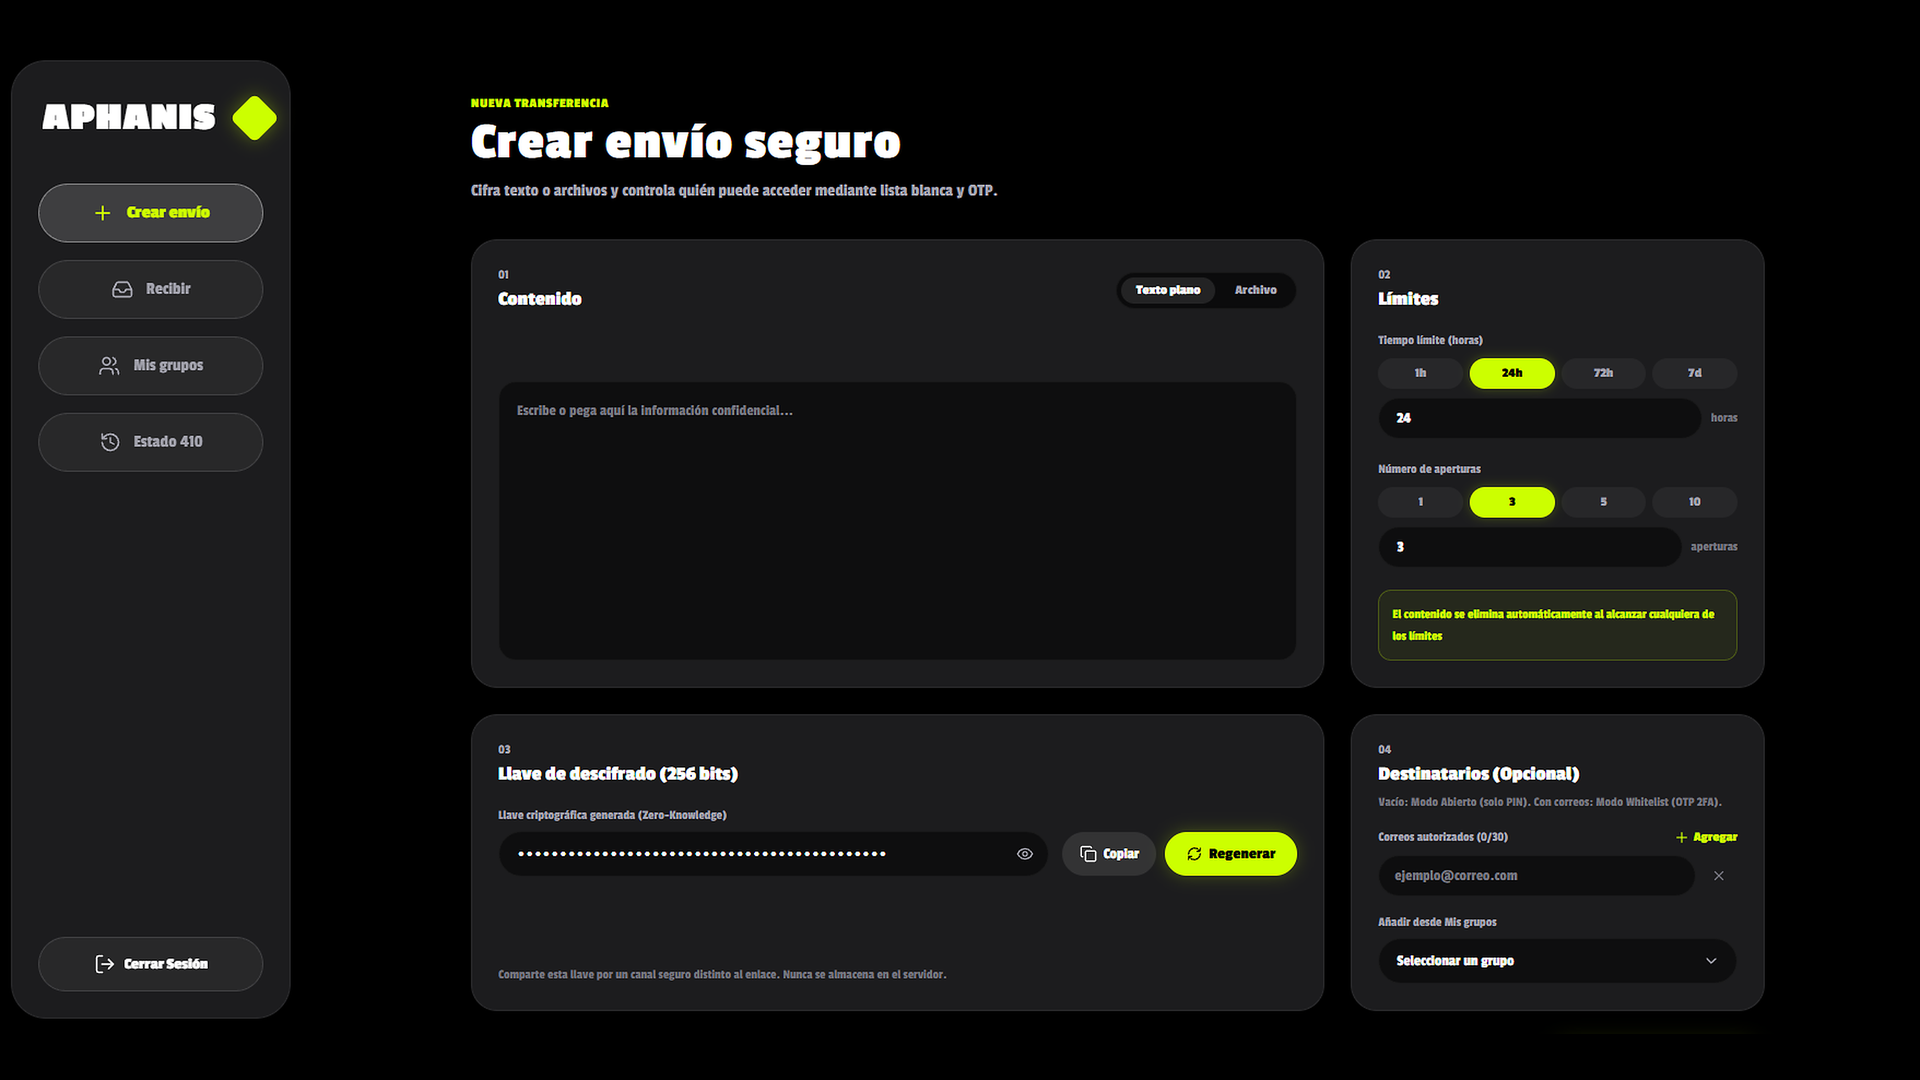 APHANIS
Crear envío
Recibir
Mis grupos
Estado 410
Cerrar Sesión
NUEVA TRANSFERENCIA
Crear envío seguro
Cifra texto o archivos y controla quién puede acceder mediante lista blanca y OTP.
01
Contenido
Texto plano
Archivo
Escribe o pega aquí la información confidencial...
02
Límites
Tiempo límite (horas)
1h
24h
72h
7d
24
horas
Número de aperturas
1
3
5
10
3
aperturas
El contenido se elimina automáticamente al alcanzar cualquiera de
los límites
03
Llave de descifrado (256 bits)
Llave criptográfica generada (Zero-Knowledge)
Copiar
Regenerar
Comparte esta llave por un canal seguro distinto al enlace. Nunca se almacena en el servidor.
04
Destinatarios (Opcional)
Vacío: Modo Abierto (solo PIN). Con correos: Modo Whitelist (OTP 2FA).
Correos autorizados (0/30)
Agregar
ejemplo@correo.com
Añadir desde Mis grupos
Seleccionar un grupo